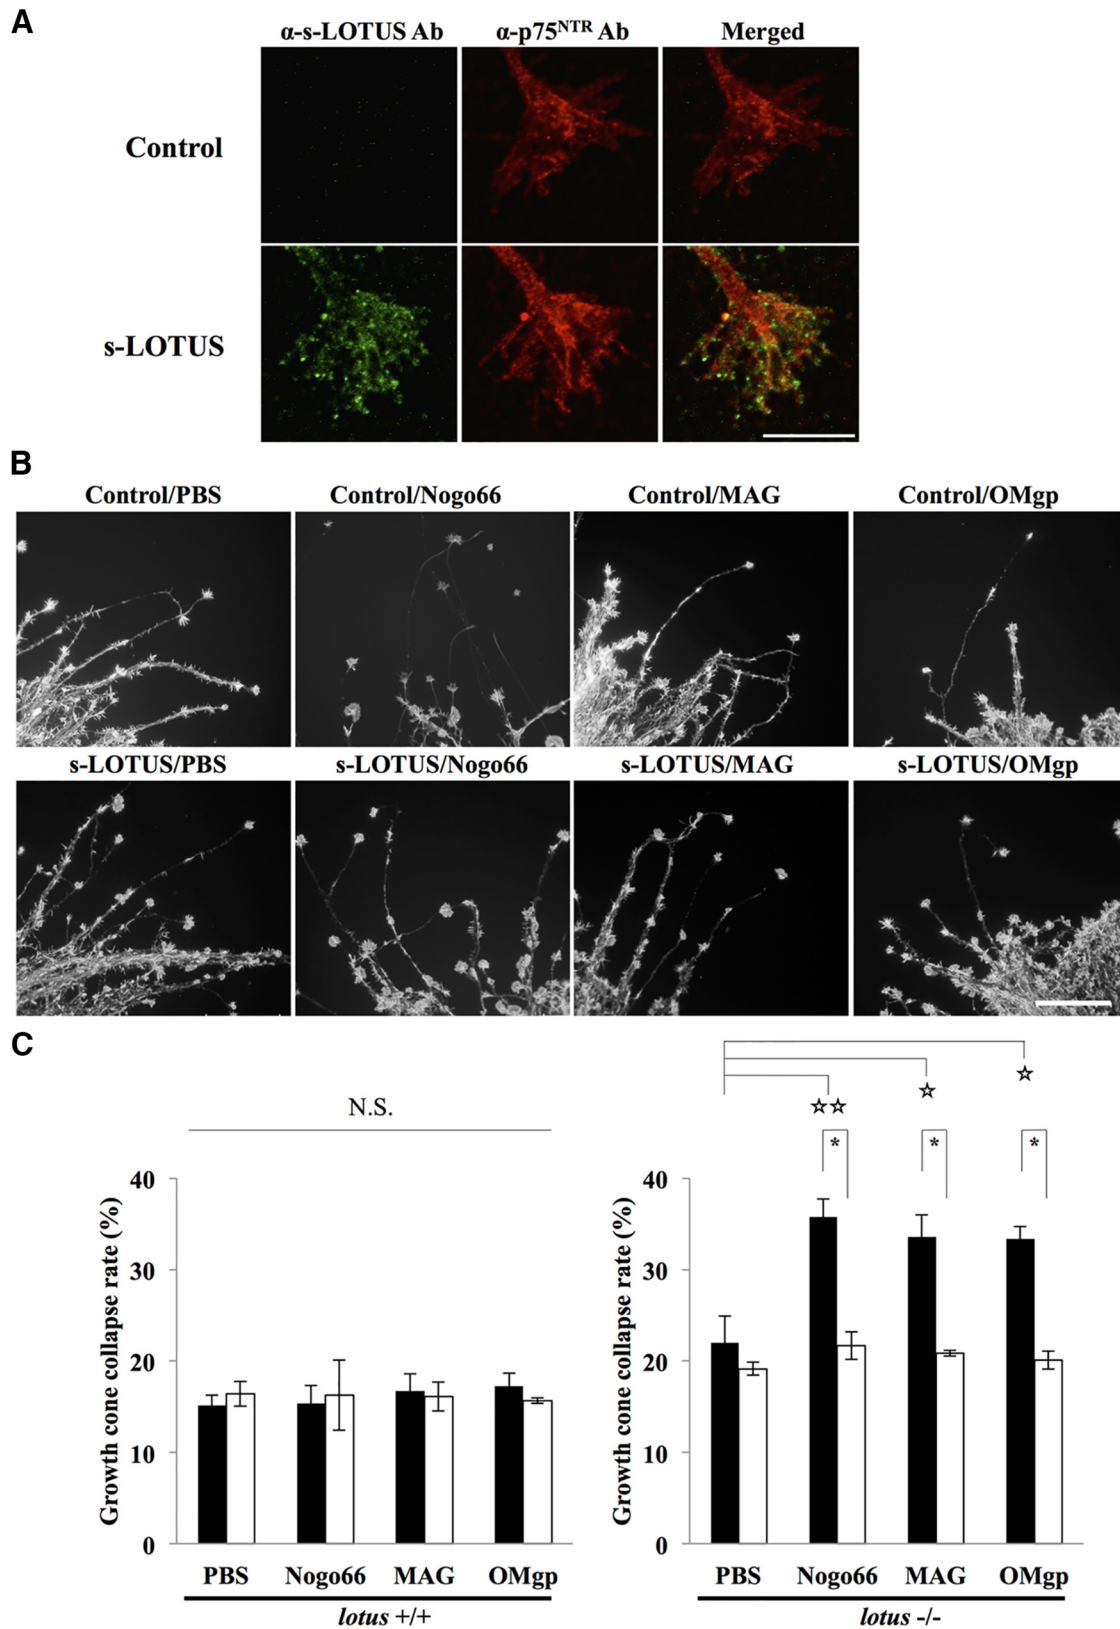 A
α-s-LOTUS Ab
α-p75NTR Ab
Merged
Control
s-LOTUS
B
Control/PBS
Control/Nogo66
Control/MAG
Control/OMgp
s-LOTUS/PBS
s-LOTUS/Nogo66
s-LOTUS/MAG
s-LOTUS/OMgp
C
N.S.
☆☆
☆
☆
*
*
*
Growth cone collapse rate (%)
40
30
20
10
0
PBS
Nogo66
MAG
OMgp
lotus +/+
Growth cone collapse rate (%)
40
30
20
10
0
PBS
Nogo66
MAG
OMgp
lotus -/-